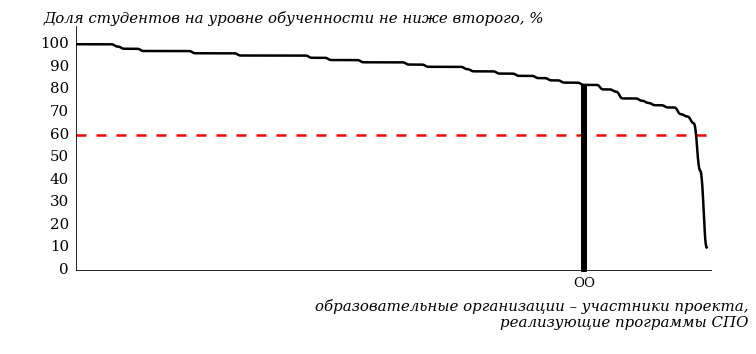 Доля студентов на уровне обученности не ниже второго, %
100
90
80
70
60
50
40
30
20
10
0
ОО
образовательные организации – участники проекта,
реализующие программы СПО